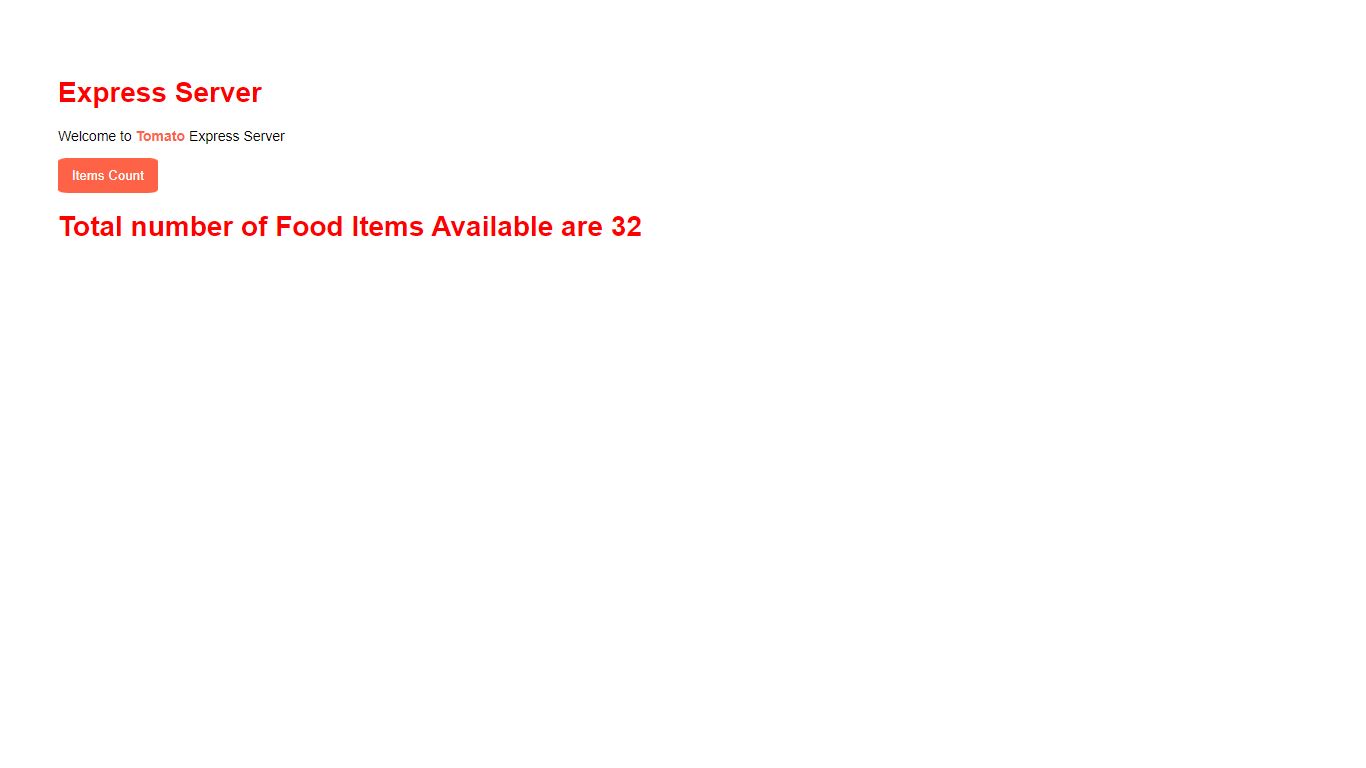 Express Server
Welcome to Tomato Express Server
Items Count
Total number of Food Items Available are 32